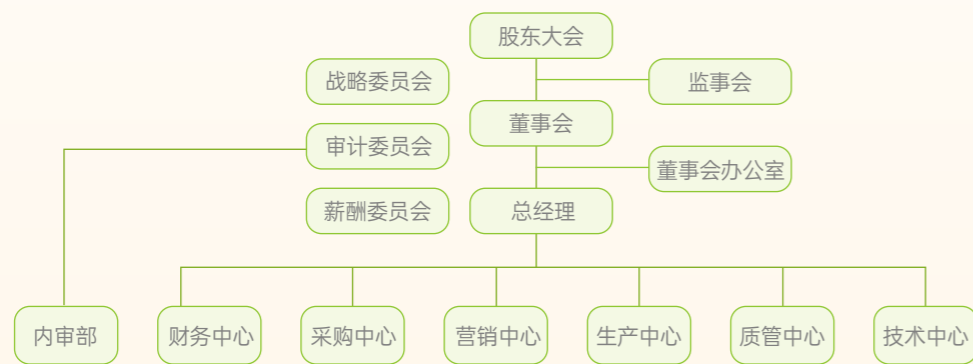 股东大会
战略委员会
监事会
董事会
审计委员会
董事会办公室
薪酬委员会
总经理
内审部
财务中心
采购中心
营销中心
生产中心
质管中心
技术中心